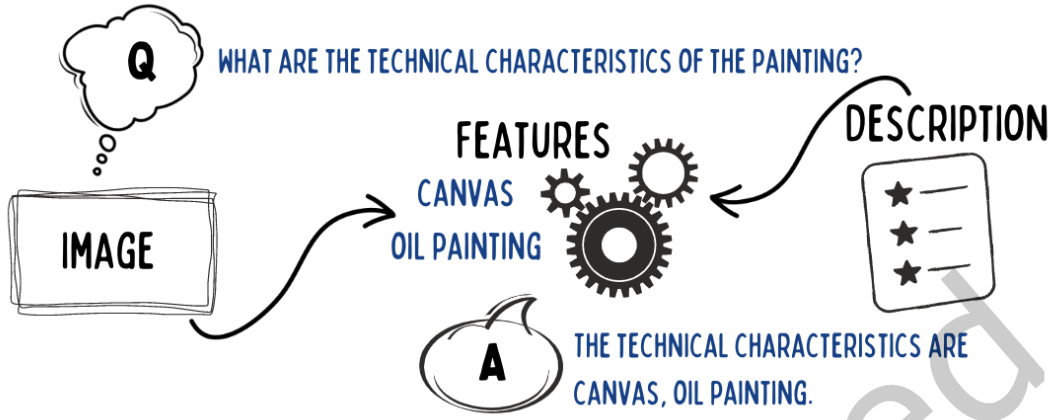 Q
WHAT ARE THE TECHNICAL CHARACTERISTICS OF THE PAINTING?
DESCRIPTION
FEATURES
CANVAS
OIL PAINTING
IMAGE
A
THE TECHNICAL CHARACTERISTICS ARE
CANVAS, OIL PAINTING.
ed